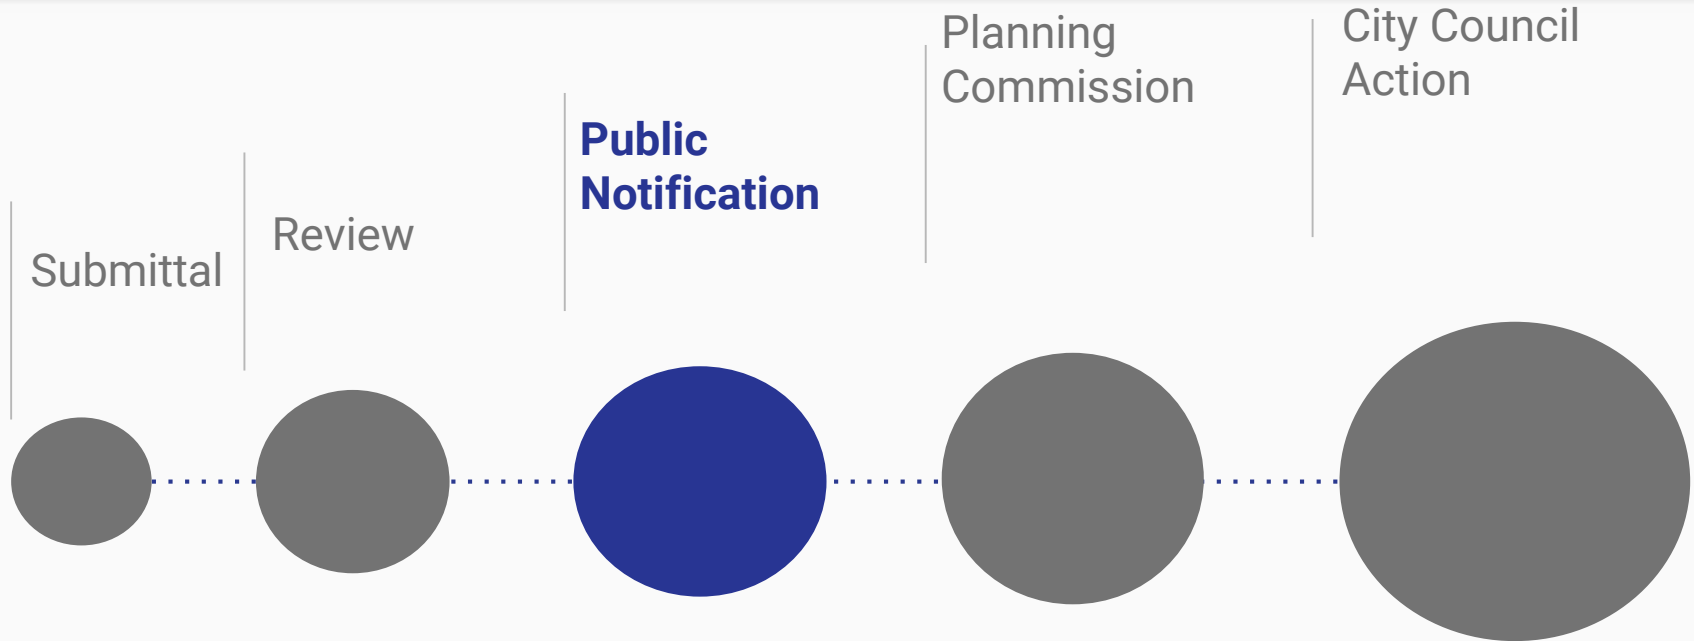 Submittal
Review
Public
Notification
Planning
Commission
City Council
Action